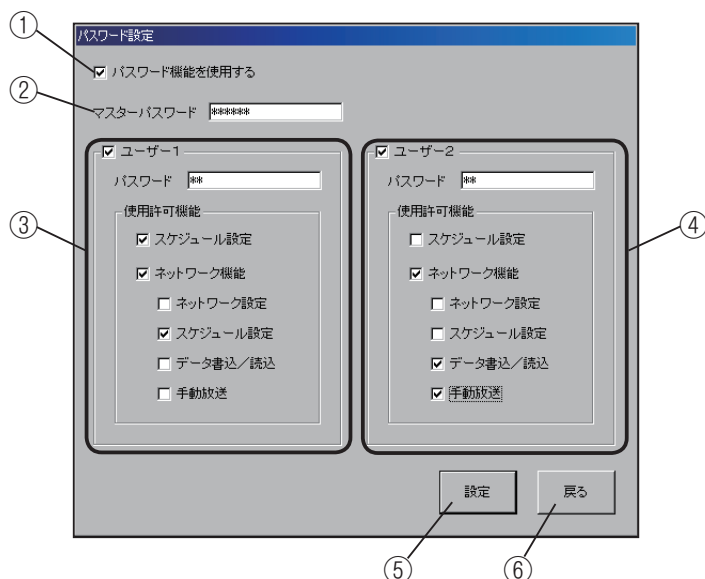 ①
パスワード設定
パスワード機能を使用する
②
マスターパスワード ******
ユーザー1
パスワード **
使用許可機能
③
スケジュール設定
ネットワーク機能
ネットワーク設定
スケジュール設定
データ書込／読込
手動放送
ユーザー2
パスワード **
使用許可機能
④
スケジュール設定
ネットワーク機能
ネットワーク設定
スケジュール設定
データ書込／読込
手動放送
設定
戻る
⑤
⑥